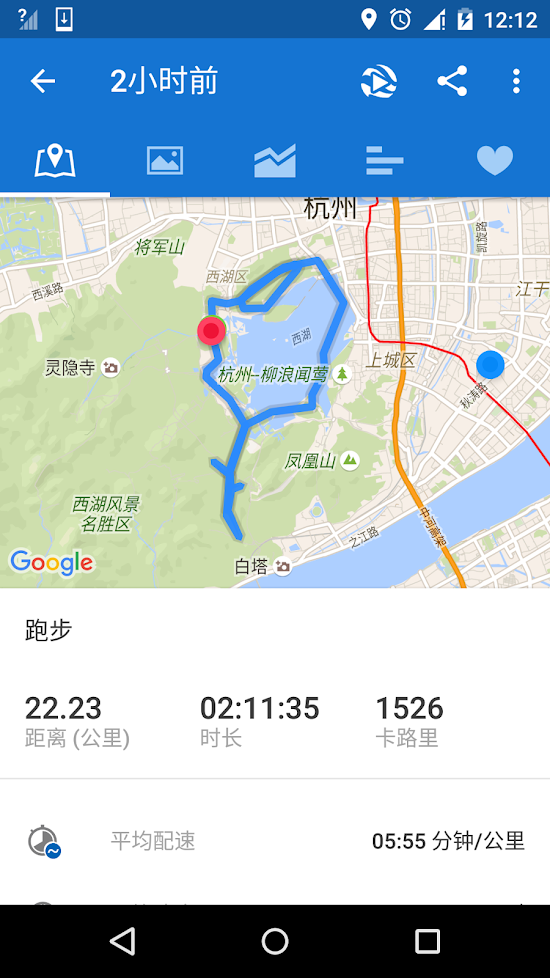 12:12
2小时前
杭州
将军山
凯旋路
西湖区
西溪路
江干
西湖
灵隐寺
上城区
杭州--柳浪闻莺
秋涛路
凤凰山
西湖风景
名胜区
中河高架
之江路
Google
白塔
跑步
22.23
02:11:35
1526
距离 (公里)
时长
卡路里
平均配速
05:55 分钟/公里